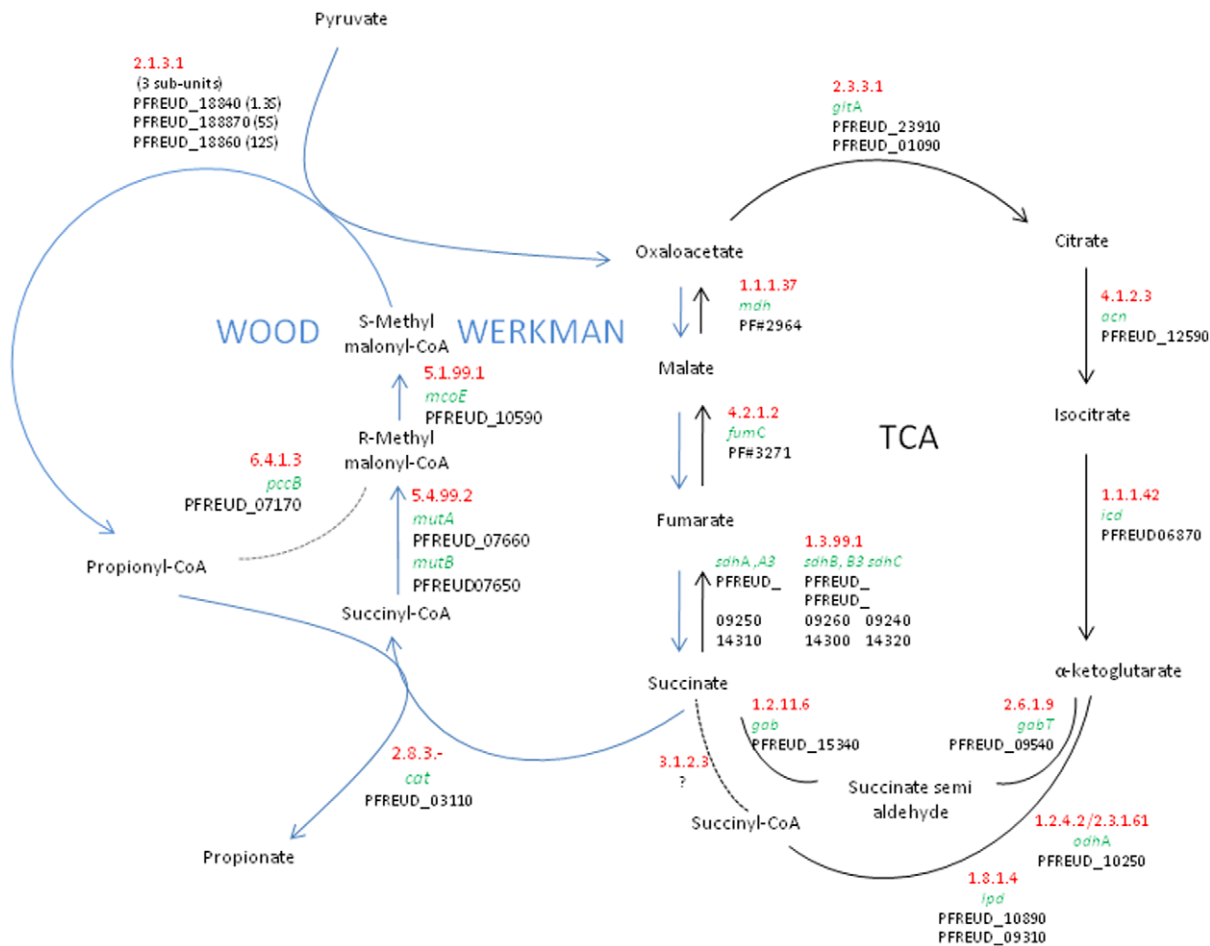 Pyruvate
2.1.3.1
(3 sub-units)
PFREUD_18840 (1.3S)
PFREUD_188870 (5S)
PFREUD_18860 (12S)
2.3.3.1
gltA
PFREUD_23910
PFREUD_01090
Oxaloacetate
Citrate
1.1.1.37
mdh
PF#2964
4.1.2.3
acn
PFREUD_12590
WOOD
WERKMAN
S-Methyl
malonyl-CoA
Malate
5.1.99.1
mcoE
PFREUD_10590
4.2.1.2
fumC
PF#3271
TCA
Isocitrate
R-Methyl
malonyl-CoA
6.4.1.3
pccB
PFREUD_07170
5.4.99.2
mutA
PFREUD_07660
mutB
PFREUD07650
1.1.1.42
icd
PFREUD06870
Fumarate
1.3.99.1
sdhA ,A3
sdhB, B3 sdhC
PFREUD_
PFREUD_
PFREUD_
09250
09260
09240
14310
14300
14320
Propionyl-CoA
Succinyl-CoA
Succinate
α-ketoglutarate
1.2.11.6
gab
PFREUD_15340
2.6.1.9
gabT
PFREUD_09540
2.8.3.-
cat
PFREUD_03110
3.1.2.3
?
Succinate semi
aldehyde
Succinyl-CoA
1.2.4.2/2.3.1.61
odhA
PFREUD_10250
Propionate
1.8.1.4
lpd
PFREUD_10890
PFREUD_09310